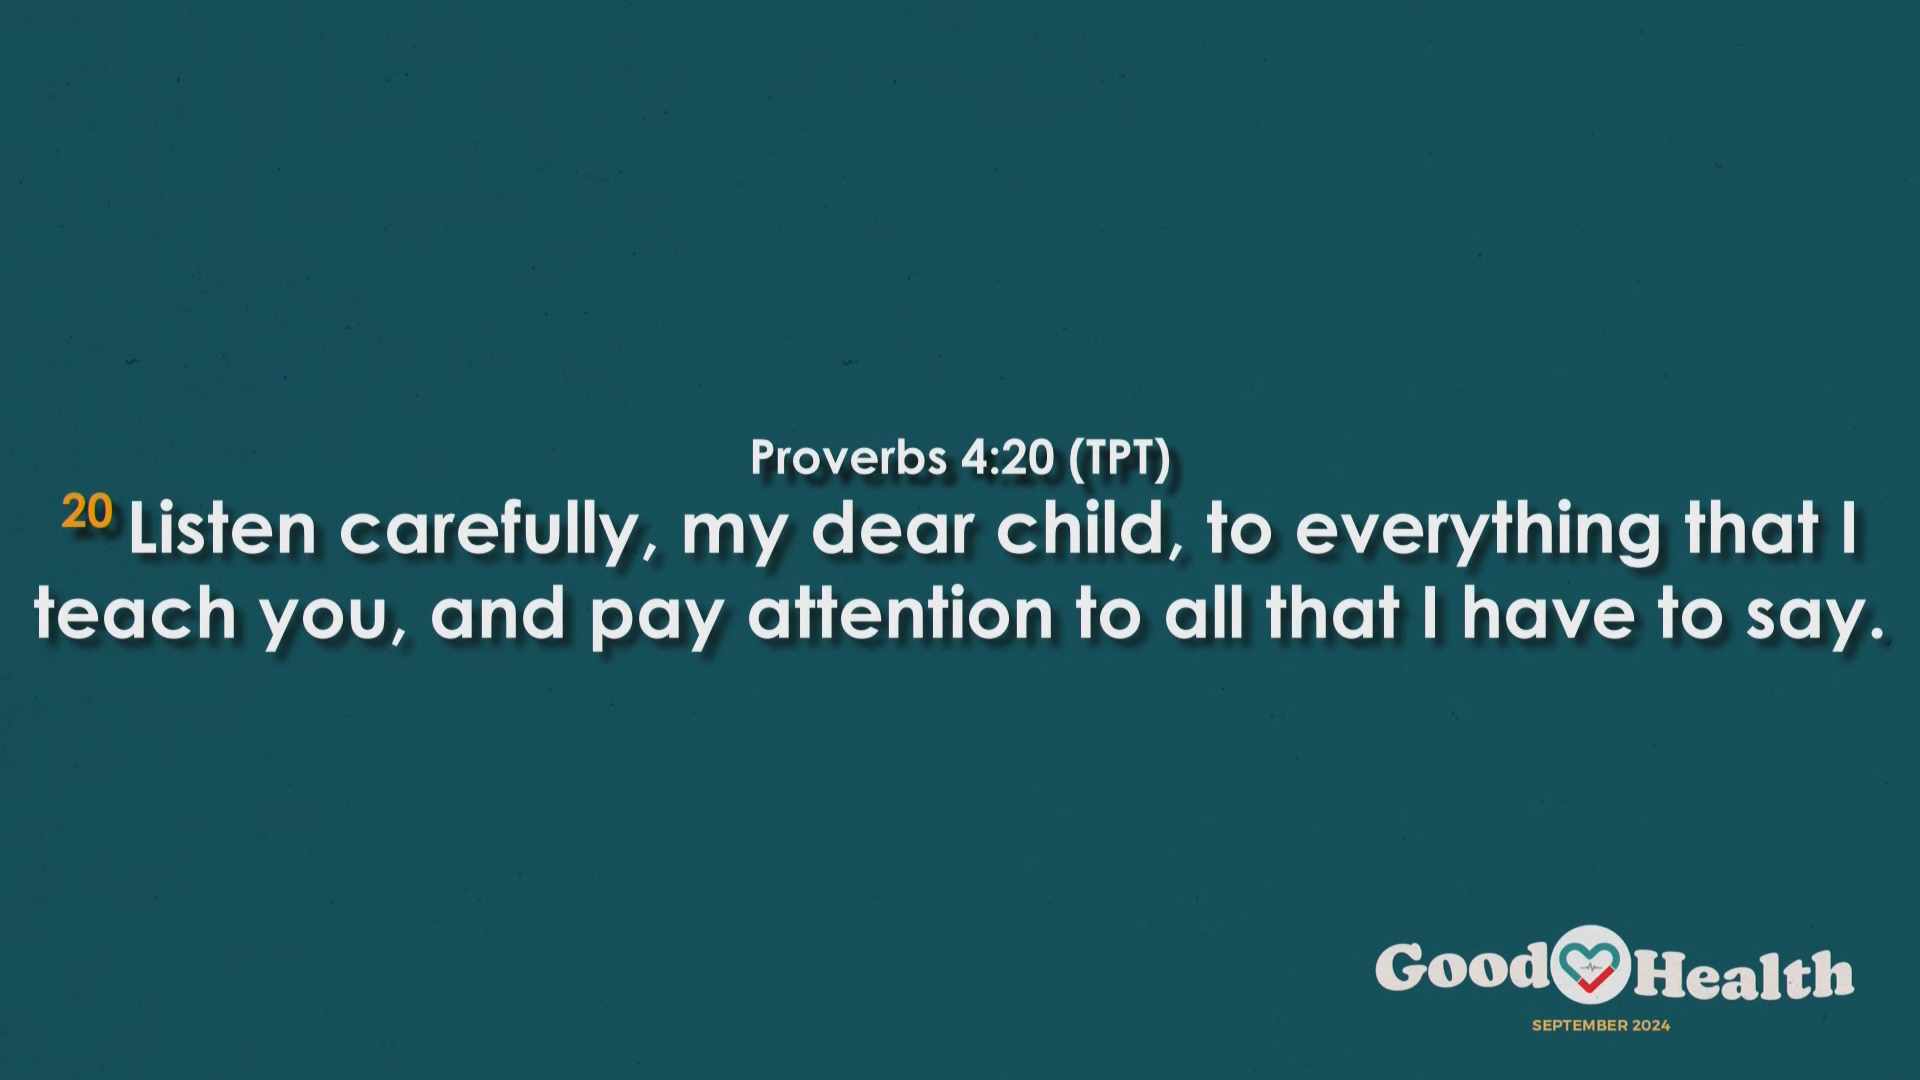 Proverbs 4:20 (TPT)
20 Listen carefully, my dear child, to everything that I
teach you, and pay attention to all that I have to say.
Good Health
SEPTEMBER 2024